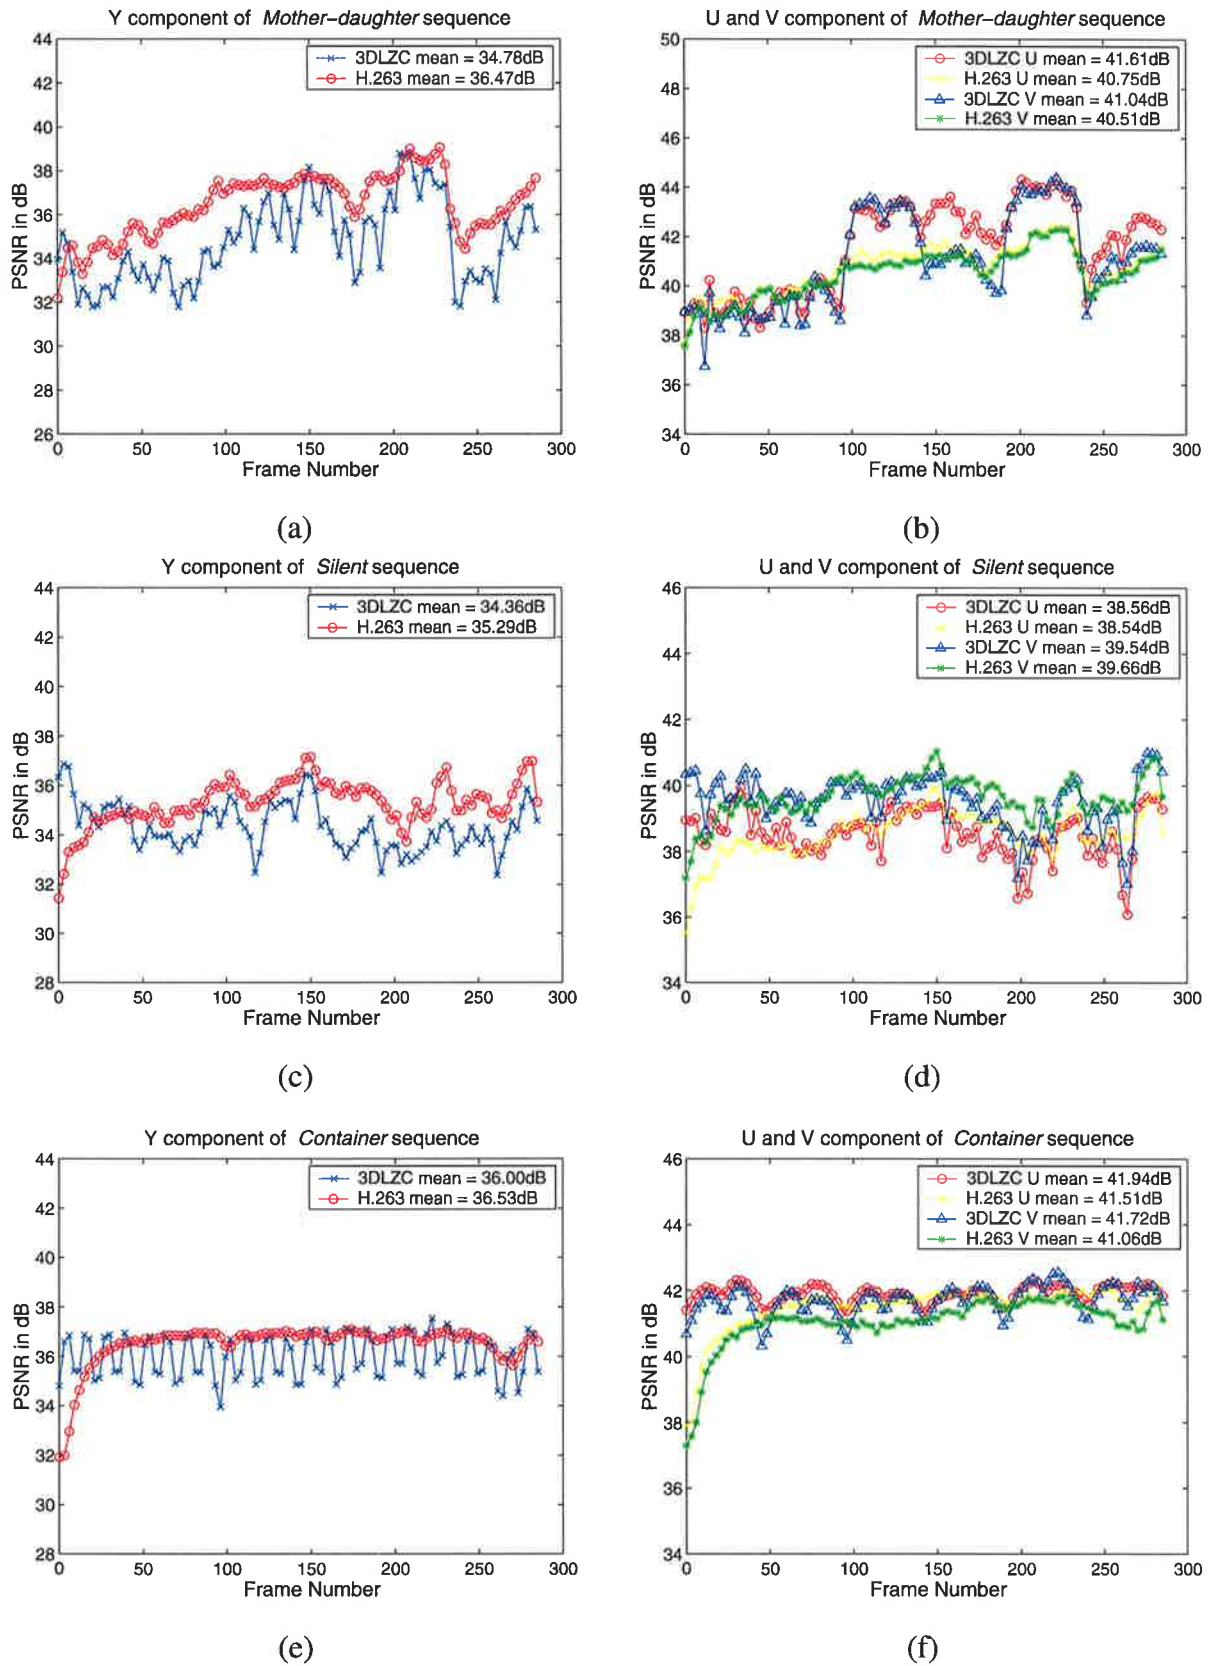 Y component of Mother–daughter sequence
44
42
40
38
36
34
32
30
28
26
PSNR in dB
3DLZC mean = 34.78dB
H.263 mean = 36.47dB
0 50 100 150 200 250 300
Frame Number
(a)
U and V component of Mother–daughter sequence
50
48
46
44
42
40
38
36
34
PSNR in dB
3DLZC U mean = 41.61dB
H.263 U mean = 40.75dB
3DLZC V mean = 41.04dB
H.263 V mean = 40.51dB
0 50 100 150 200 250 300
Frame Number
(b)
Y component of Silent sequence
44
42
40
38
36
34
32
30
28
PSNR in dB
3DLZC mean = 34.36dB
H.263 mean = 35.29dB
0 50 100 150 200 250 300
Frame Number
(c)
U and V component of Silent sequence
46
44
42
40
38
36
34
PSNR in dB
3DLZC U mean = 38.56dB
H.263 U mean = 38.54dB
3DLZC V mean = 39.54dB
H.263 V mean = 39.66dB
0 50 100 150 200 250 300
Frame Number
(d)
Y component of Container sequence
44
42
40
38
36
34
32
30
28
PSNR in dB
3DLZC mean = 36.00dB
H.263 mean = 36.53dB
0 50 100 150 200 250 300
Frame Number
(e)
U and V component of Container sequence
46
44
42
40
38
36
34
PSNR in dB
3DLZC U mean = 41.94dB
H.263 U mean = 41.51dB
3DLZC V mean = 41.72dB
H.263 V mean = 41.06dB
0 50 100 150 200 250 300
Frame Number
(f)